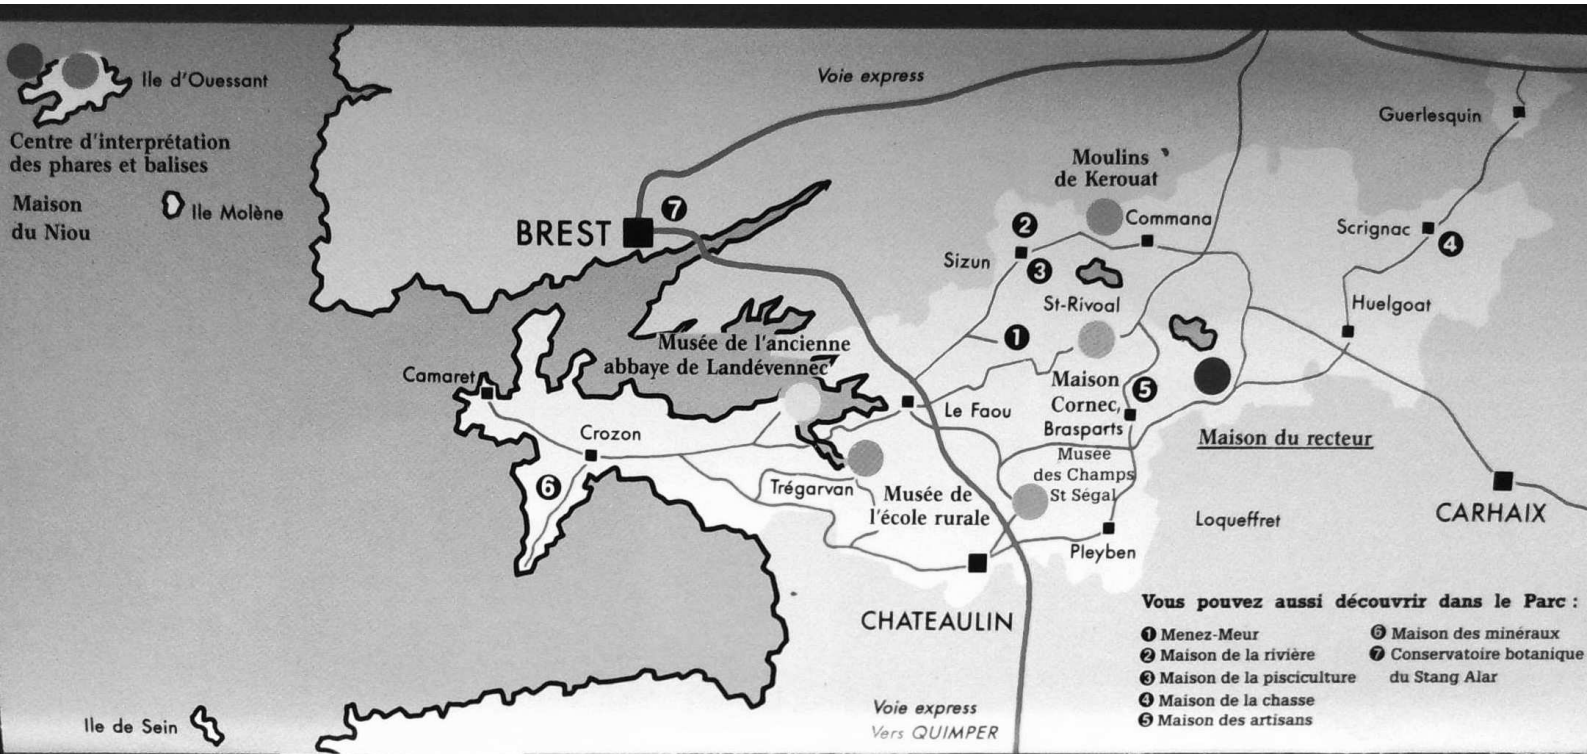 Ile d'Ouessant
Centre d'interprétation
des phares et balises
Maison
du Niou
Ile Molène
Voie express
BREST
7
Moulins
de Kerouat
Guerlesquin
Commana
2
Sizun
3
Scrignac
4
St-Rivoal
Huelgoat
1
Musée de l'ancienne
abbaye de Landévennec
Camaret
Maison
Cornec,
Brasparts
5
Le Faou
Crozon
Maison du recteur
Musée
des Champs
St Ségal
6
Trégarvan
Musée de
l'école rurale
CARHAIX
Loqueffret
Pleyben
CHATEAULIN
Vous pouvez aussi découvrir dans le Parc :
1 Menez-Meur
2 Maison de la rivière
3 Maison de la pisciculture
4 Maison de la chasse
5 Maison des artisans
6 Maison des minéraux
7 Conservatoire botanique
du Stang Alar
Ile de Sein
Voie express
Vers QUIMPER